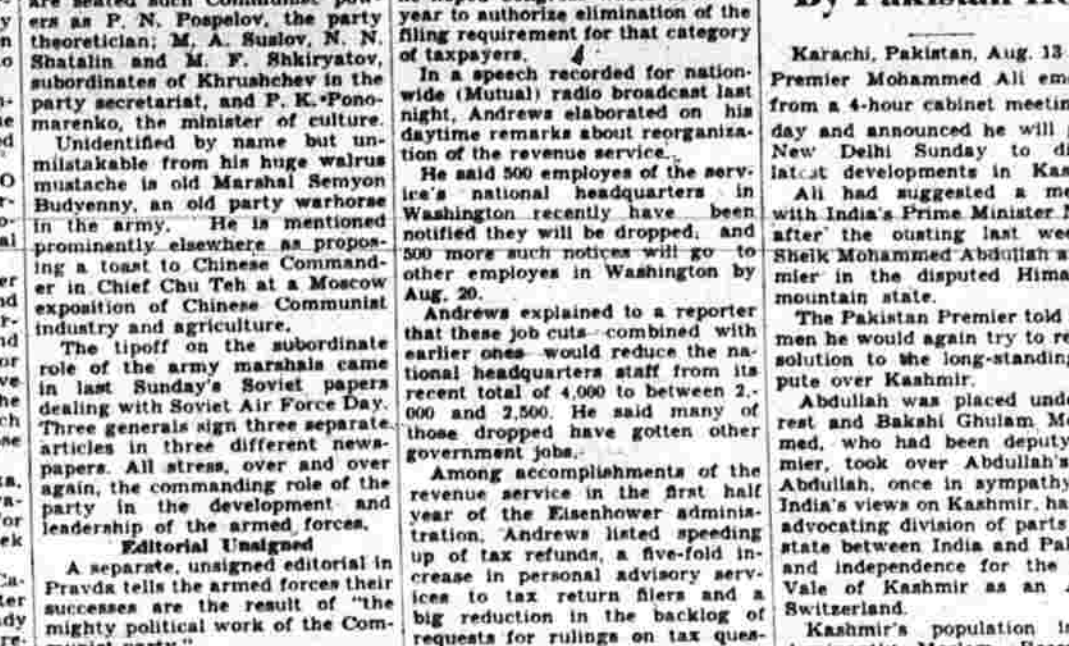 are seated such Communist pow-
ers as P. N. Pospelov, the party
theoretician; M. A. Suslov, N. N.
Shatalin and M. F. Shkiryatov,
subordinates of Khrushchev in the
party secretariat, and P. K. Pono-
marenko, the minister of culture.
Unidentified by name but un-
milstakable from his huge walrus
mustache is old Marshal Semyon
Budyenny, an old party warhorse
in the army. He is mentioned
prominently elsewhere as propos-
ing a toast to Chinese Command-
er in Chief Chu Teh at a Moscow
exposition of Chinese Communist
industry and agriculture.
The tipoff on the subordinate
role of the army marshals came
in last Sunday's Soviet papers
dealing with Soviet Air Force Day.
Three generals sign three separate
articles in three different news-
papers. All stress, over and over
again, the commanding role of the
party in the development and
leadership of the armed forces.
Editorial Unsigned
A separate, unsigned editorial in
Pravda tells the armed forces their
successes are the result of "the
mighty political work of the Com-
munist party."
year to authorize elimination of the
filing requirement for that category
of taxpayers.
In a speech recorded for nation-
wide (Mutual) radio broadcast last
night, Andrews elaborated on his
daytime remarks about reorganiza-
tion of the revenue service.
He said 500 employes of the serv-
ice's national headquarters in
Washington recently have been
notified they will be dropped, and
500 more such notices will go to
other employes in Washington by
Aug. 20.
Andrews explained to a reporter
that these job cuts combined with
earlier ones would reduce the na-
tional headquarters staff from its
recent total of 4,000 to between 2,-
000 and 2,500. He said many of
those dropped have gotten other
government jobs.
Among accomplishments of the
revenue service in the first half
year of the Eisenhower adminis-
tration, Andrews listed speeding
up of tax refunds, a five-fold in-
crease in personal advisory serv-
ices to tax return filers and a
big reduction in the backlog of
requests for rulings on tax ques-
By Pakistan
Karachi, Pakistan, Aug. 13
Premier Mohammed Ali em
from a 4-hour cabinet meetin
day and announced he will
New Delhi Sunday to di
latest developments in Kas
Ali had suggested a me
with India's Prime Minister
after the ousting last wee
Sheik Mohammed Abdullah a
mier in the disputed Hima
mountain state.
The Pakistan Premier told
men he would again try to re
solution to the long-standing
pute over Kashmir.
Abdullah was placed unde
rest and Bakshi Ghulam Mo
med, who had been deputy
mier, took over Abdullah's
Abdullah, once in sympathy
India's views on Kashmir, ha
advocating division of parts
state between India and Pak
and independence for the
Vale of Kashmir as an
Switzerland.
Kashmir's population is